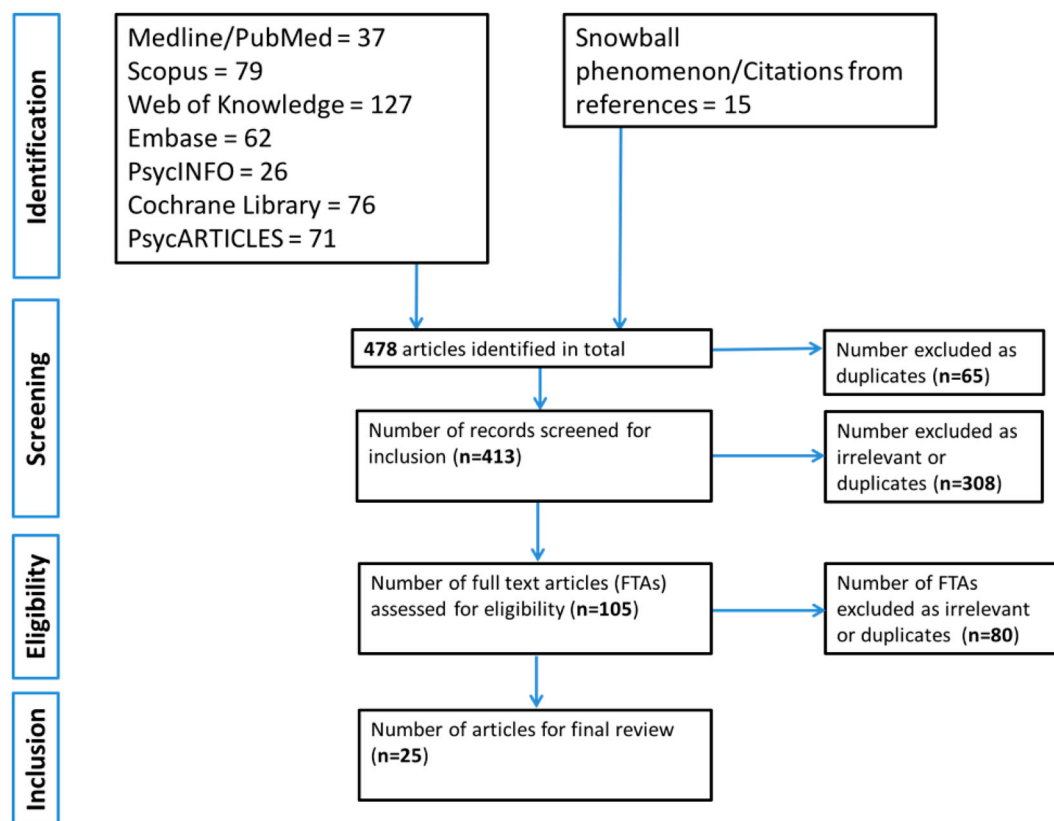 Identification
Medline/PubMed = 37
Scopus = 79
Web of Knowledge = 127
Embase = 62
PsycINFO = 26
Cochrane Library = 76
PsycARTICLES = 71
Snowball
phenomenon/Citations from
references = 15
Screening
478 articles identified in total
Number excluded as
duplicates (n=65)
Number of records screened for
inclusion (n=413)
Number excluded as
irrelevant or
duplicates (n=308)
Eligibility
Number of full text articles (FTAs)
assessed for eligibility (n=105)
Number of FTAs
excluded as irrelevant
or duplicates (n=80)
Inclusion
Number of articles for final review
(n=25)